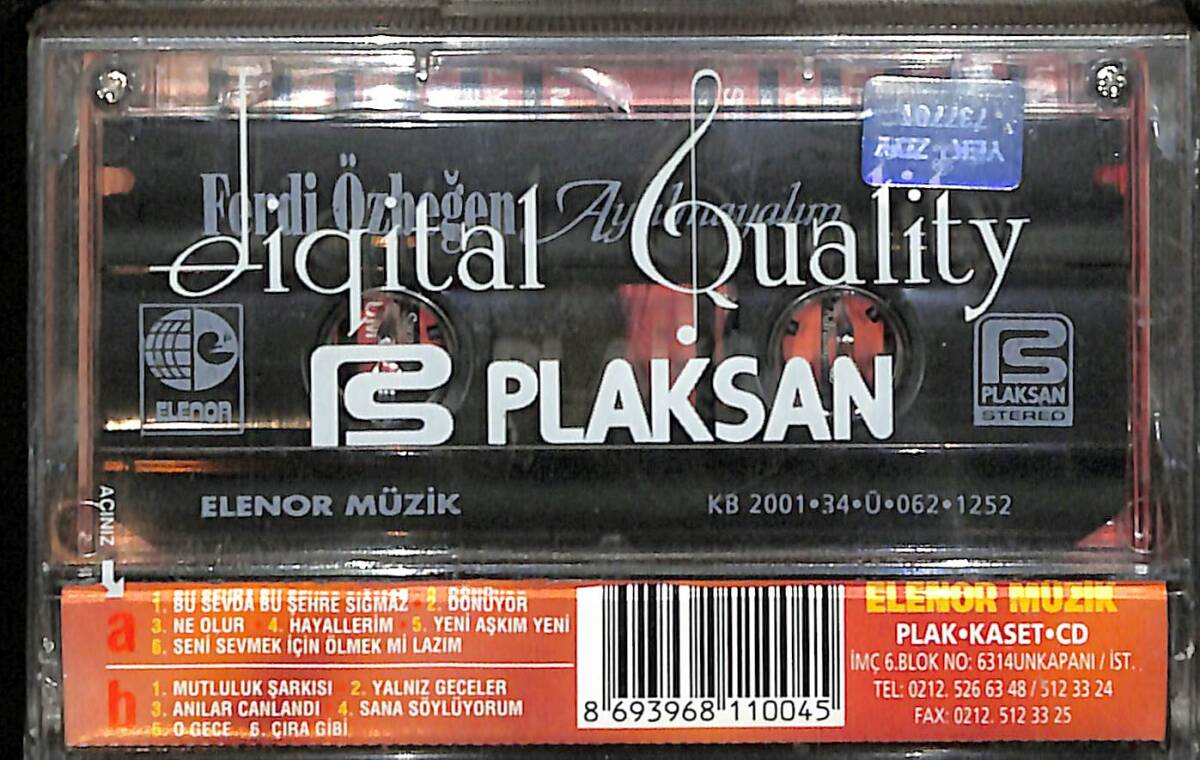 Ferdi Özbeğen Ayrılmayalım
digital Quality
ELENOR
PLAKSAN
PLAKSAN
STEREO
ELENOR MÜZİK
KB 2001•34•Ü•062•1252
AÇINIZ
a
1. BU SEVDA BU ŞEHRE SIĞMAZ 2. DÖNÜYOR
3. NE OLUR 4. HAYALLERİM 5. YENİ AŞKIM YENİ
6. SENİ SEVMEK İÇİN ÖLMEK Mİ LAZIM
b
1. MUTLULUK ŞARKISI 2. YALNIZ GECELER
3. ANILAR CANLANDI 4. SANA SÖYLÜYORUM
5. O GECE 6. ÇIRA GİBİ
8 693968 110045
ELENOR MÜZİK
PLAK•KASET•CD
İMÇ 6.BLOK NO: 6314UNKAPANI / İST.
TEL: 0212. 526 63 48 / 512 33 24
FAX: 0212. 512 33 25